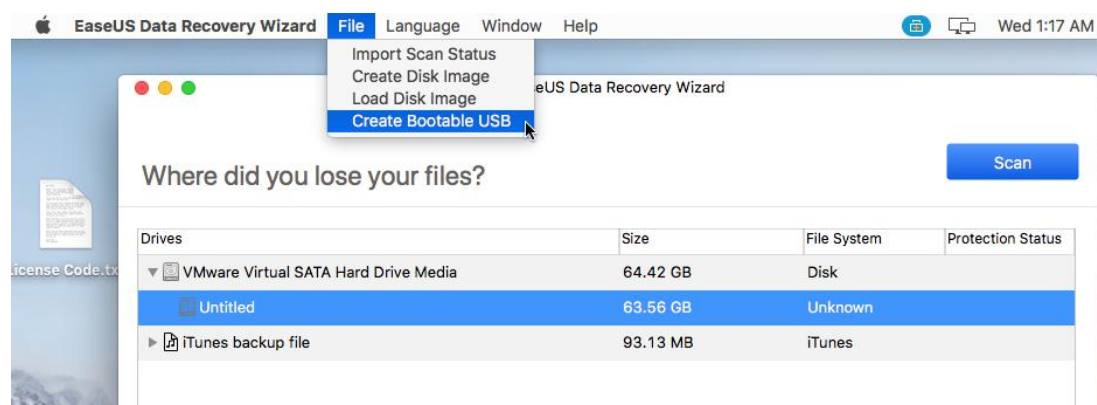 EaseUS Data Recovery Wizard File Language Window Help Wed 1:17 AM
Import Scan Status
Create Disk Image
Load Disk Image
Create Bootable USB
eUS Data Recovery Wizard
Where did you lose your files?
Scan
Drives Size File System Protection Status
VMware Virtual SATA Hard Drive Media 64.42 GB Disk
Untitled 63.56 GB Unknown
iTunes backup file 93.13 MB iTunes
icense Code.tx